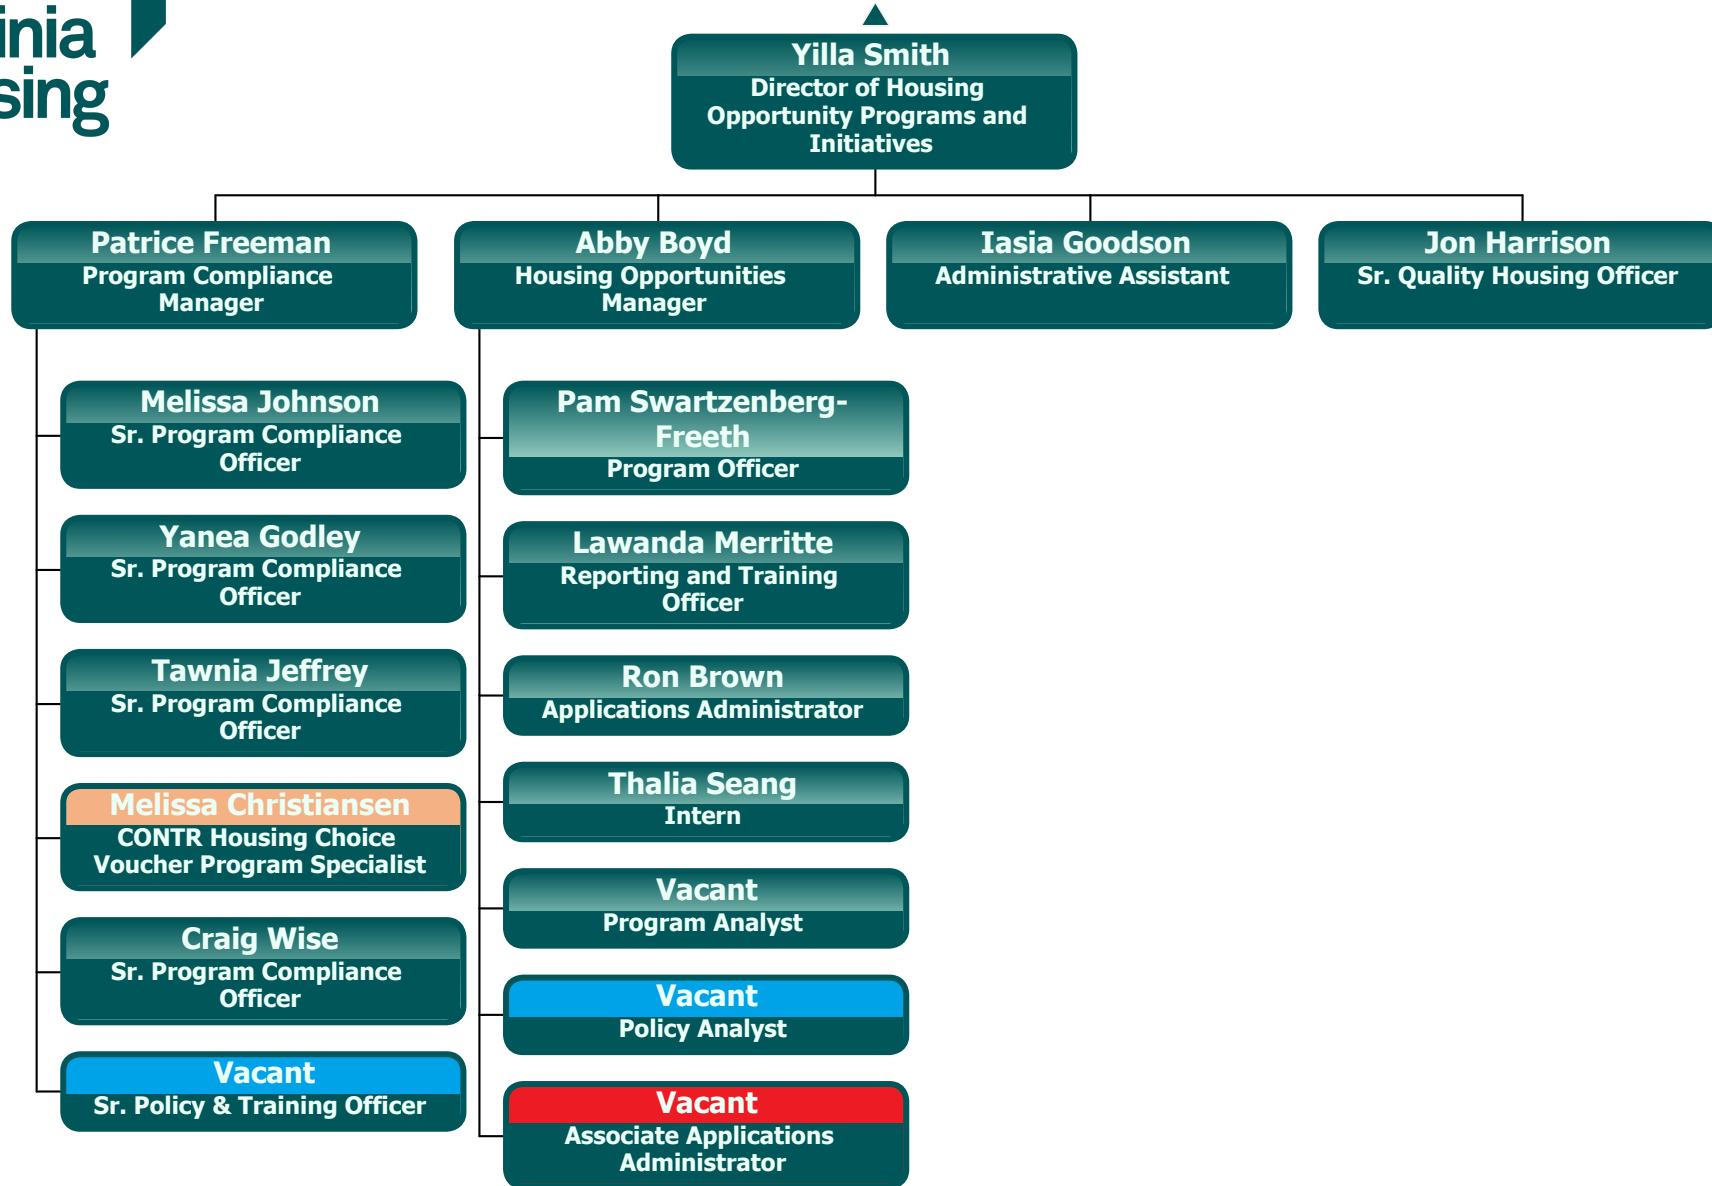 inia
sing
Yilla Smith
Director of Housing
Opportunity Programs and
Initiatives
Patrice Freeman
Program Compliance
Manager
Abby Boyd
Housing Opportunities
Manager
Iasia Goodson
Administrative Assistant
Jon Harrison
Sr. Quality Housing Officer
Melissa Johnson
Sr. Program Compliance
Officer
Yanea Godley
Sr. Program Compliance
Officer
Tawnia Jeffrey
Sr. Program Compliance
Officer
Melissa Christiansen
CONTR Housing Choice
Voucher Program Specialist
Craig Wise
Sr. Program Compliance
Officer
Vacant
Sr. Policy & Training Officer
Pam Swartzenberg-
Freeth
Program Officer
Lawanda Merritte
Reporting and Training
Officer
Ron Brown
Applications Administrator
Thalia Seang
Intern
Vacant
Program Analyst
Vacant
Policy Analyst
Vacant
Associate Applications
Administrator